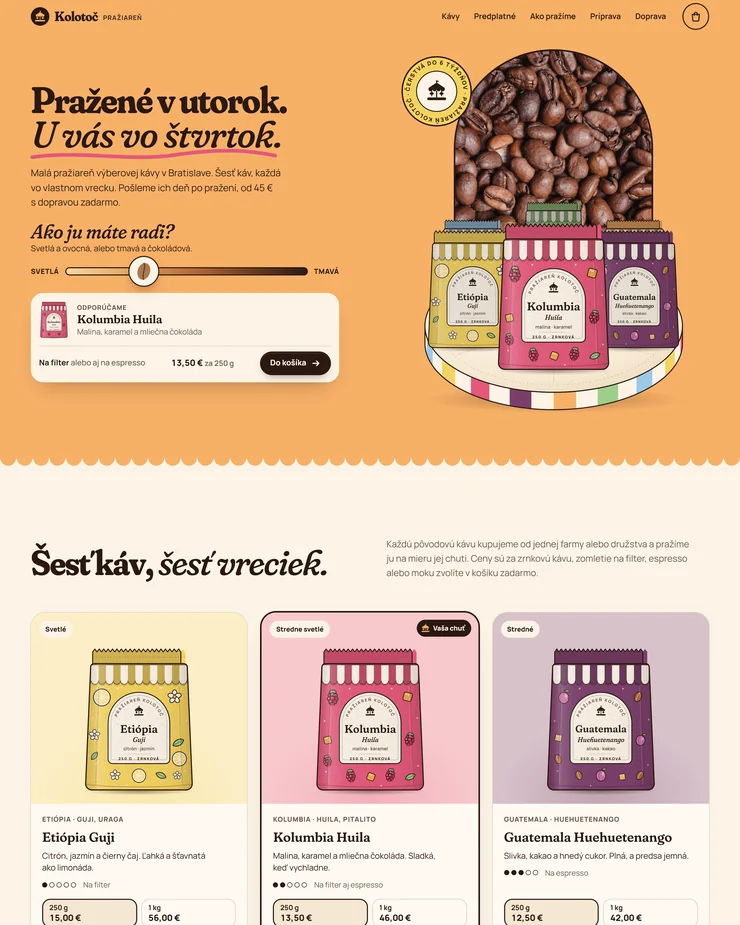 Kolotoč PRAŽIAREŇ
Kávy Predplatné Ako pražíme Príprava Doprava
ČERSTVÁ DO 6 TÝŽDŇOV · PRAŽIAREŇ KOLOTOČ ·
Pražené v utorok.
U vás vo štvrtok.
Malá pražiareň výberovej kávy v Bratislave. Šesť káv, každá
vo vlastnom vrecku. Pošleme ich deň po pražení, od 45 €
s dopravou zadarmo.
Ako ju máte radi?
Svetlá a ovocná, alebo tmavá a čokoládová.
SVETLÁ TMAVÁ
ODPORÚČAME
Kolumbia Huila
Malina, karamel a mliečna čokoláda
Na filter alebo aj na espresso
13,50 € za 250 g
Do košíka →
PRAŽIAREŇ KOLOTOČ
Etiópia
Guji
citrón · jazmín
250 G · ZRNKOVÁ
PRAŽIAREŇ KOLOTOČ
Kolumbia
Huila
malina · karamel
250 G · ZRNKOVÁ
PRAŽIAREŇ KOLOTOČ
Guatemala
Huehuetenango
slivka · kakao
250 G · ZRNKOVÁ
Šesť káv, šesť vreciek.
Každú pôvodovú kávu kupujeme od jednej farmy alebo družstva a pražíme
ju na mieru jej chuti. Ceny sú za zrnkovú kávu, zomletie na filter, espresso
alebo moku zvolíte v košíku zadarmo.
Svetlé
PRAŽIAREŇ KOLOTOČ
Etiópia
Guji
citrón · jazmín
250 G · ZRNKOVÁ
ETIÓPIA · GUJI, URAGA
Etiópia Guji
Citrón, jazmín a čierny čaj. Ľahká a šťavnatá
ako limonáda.
Na filter
250 g
15,00 €
1 kg
56,00 €
Stredne svetlé
Vaša chuť
PRAŽIAREŇ KOLOTOČ
Kolumbia
Huila
malina · karamel
250 G · ZRNKOVÁ
KOLUMBIA · HUILA, PITALITO
Kolumbia Huila
Malina, karamel a mliečna čokoláda. Sladká,
keď vychladne.
Na filter aj espresso
250 g
13,50 €
1 kg
46,00 €
Stredné
PRAŽIAREŇ KOLOTOČ
Guatemala
Huehuetenango
slivka · kakao
250 G · ZRNKOVÁ
GUATEMALA · HUEHUETENANGO
Guatemala Huehuetenango
Slivka, kakao a hnedý cukor. Plná, a predsa jemná.
Na espresso
250 g
12,50 €
1 kg
42,00 €